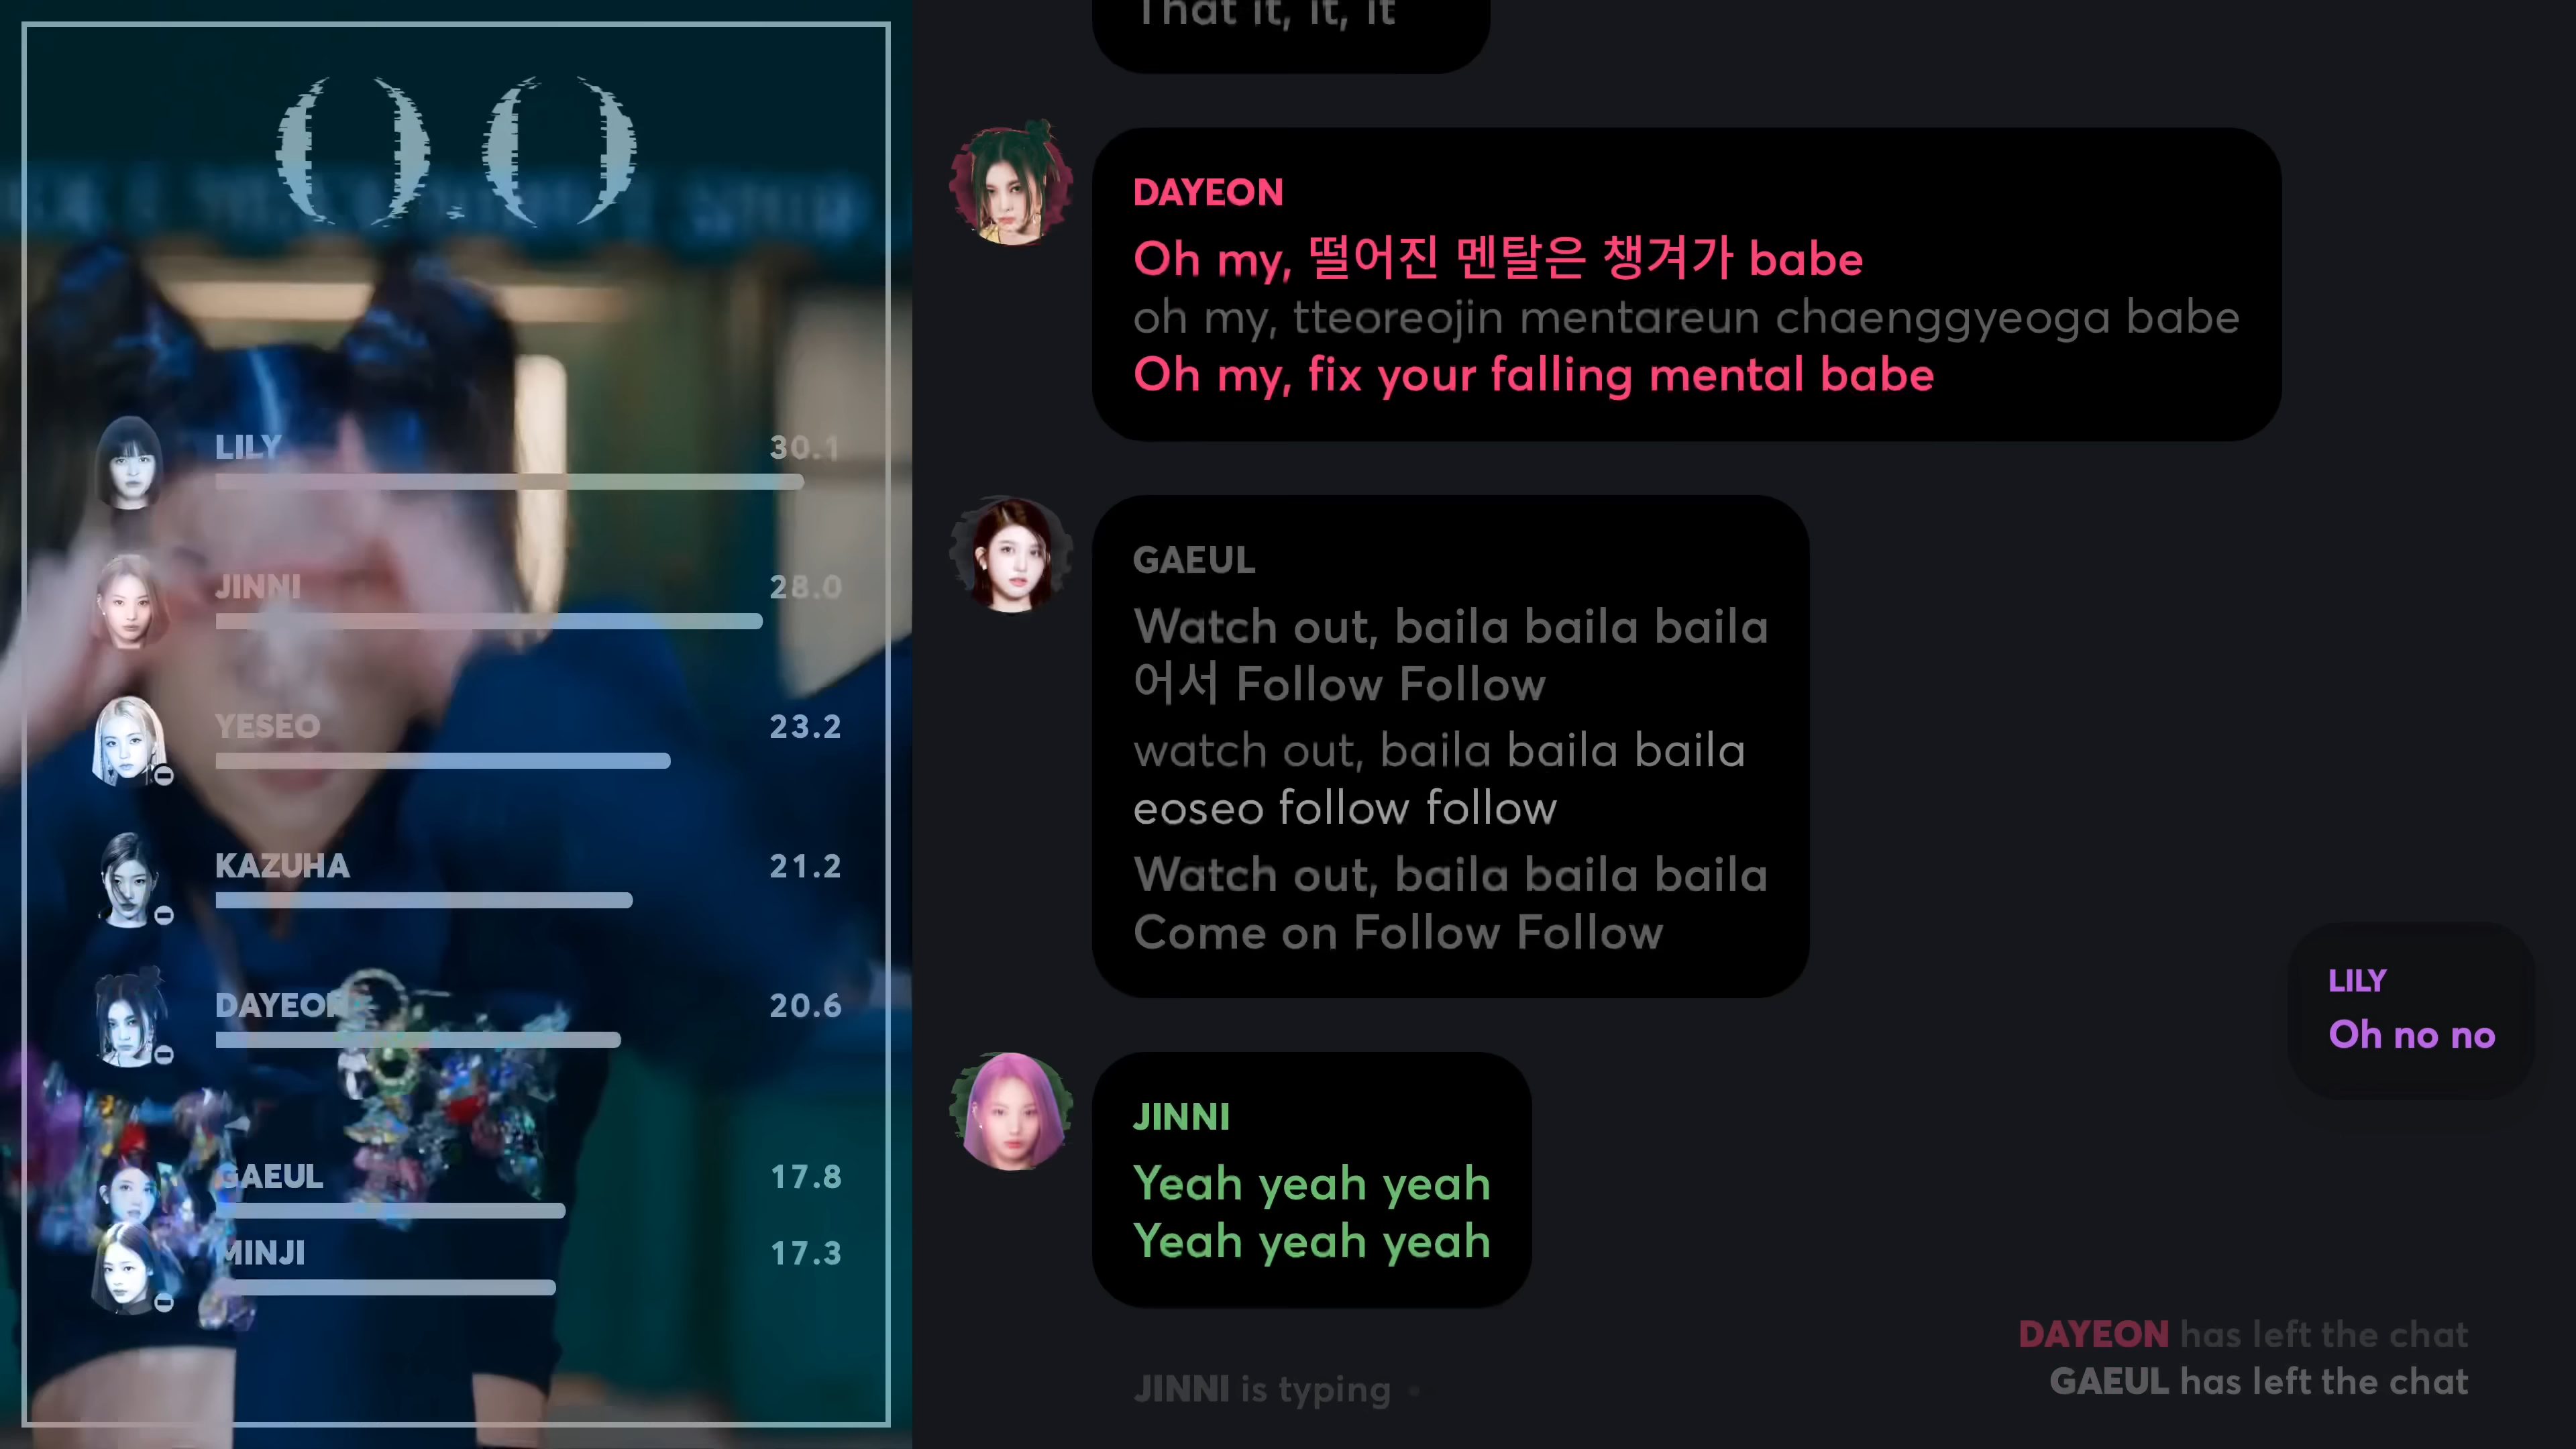 O.O
LILY 30.1
JINNI 28.0
YESEO 23.2
KAZUHA 21.2
DAYEON 20.6
GAEUL 17.8
MINJI 17.3
That it, it, it
DAYEON
Oh my, 떨어진 멘탈은 챙겨가 babe
oh my, tteoreojin mentareun chaenggyeoga babe
Oh my, fix your falling mental babe
GAEUL
Watch out, baila baila baila
어서 Follow Follow
watch out, baila baila baila
eoseo follow follow
Watch out, baila baila baila
Come on Follow Follow
LILY
Oh no no
JINNI
Yeah yeah yeah
Yeah yeah yeah
DAYEON has left the chat
GAEUL has left the chat
JINNI is typing